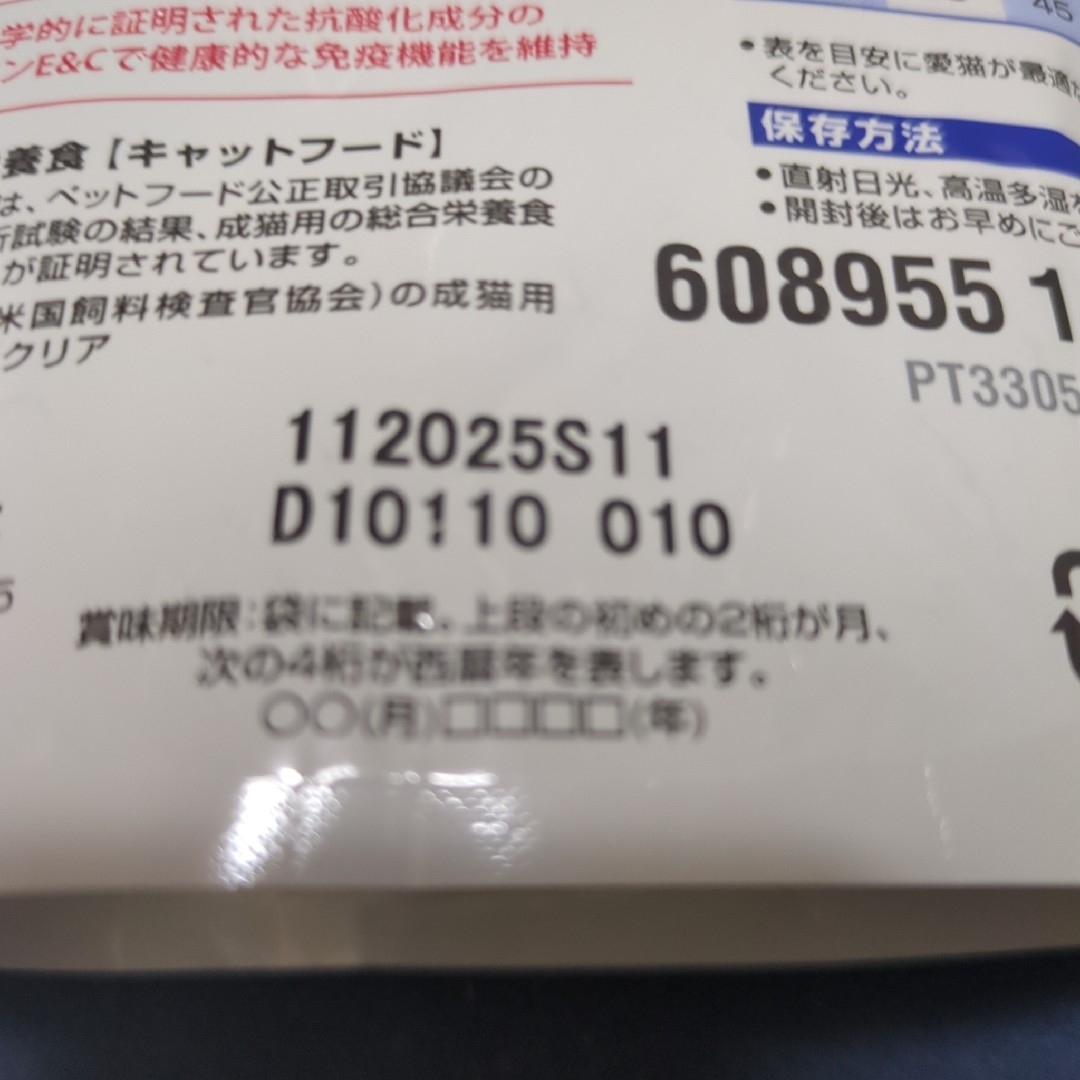 学的に証明された抗酸化成分の
ンE&Cで健康的な免疫機能を維持
養食【キャットフード】
は、ペットフード公正取引協議会の
試験の結果、成猫用の総合栄養食
が証明されています。
米国飼料検査官協会)の成猫用
クリア
45
•表を目安に愛猫が最適
ください。
保存方法
•直射日光、高温多湿
•開封後はお早めにご
608955 1
PT3305
112025S11
D10!10 010
賞味期限:袋に記載。上段の初めの2桁が月、
次の4桁が西暦年を表します。
○○(月)□□□□(年)